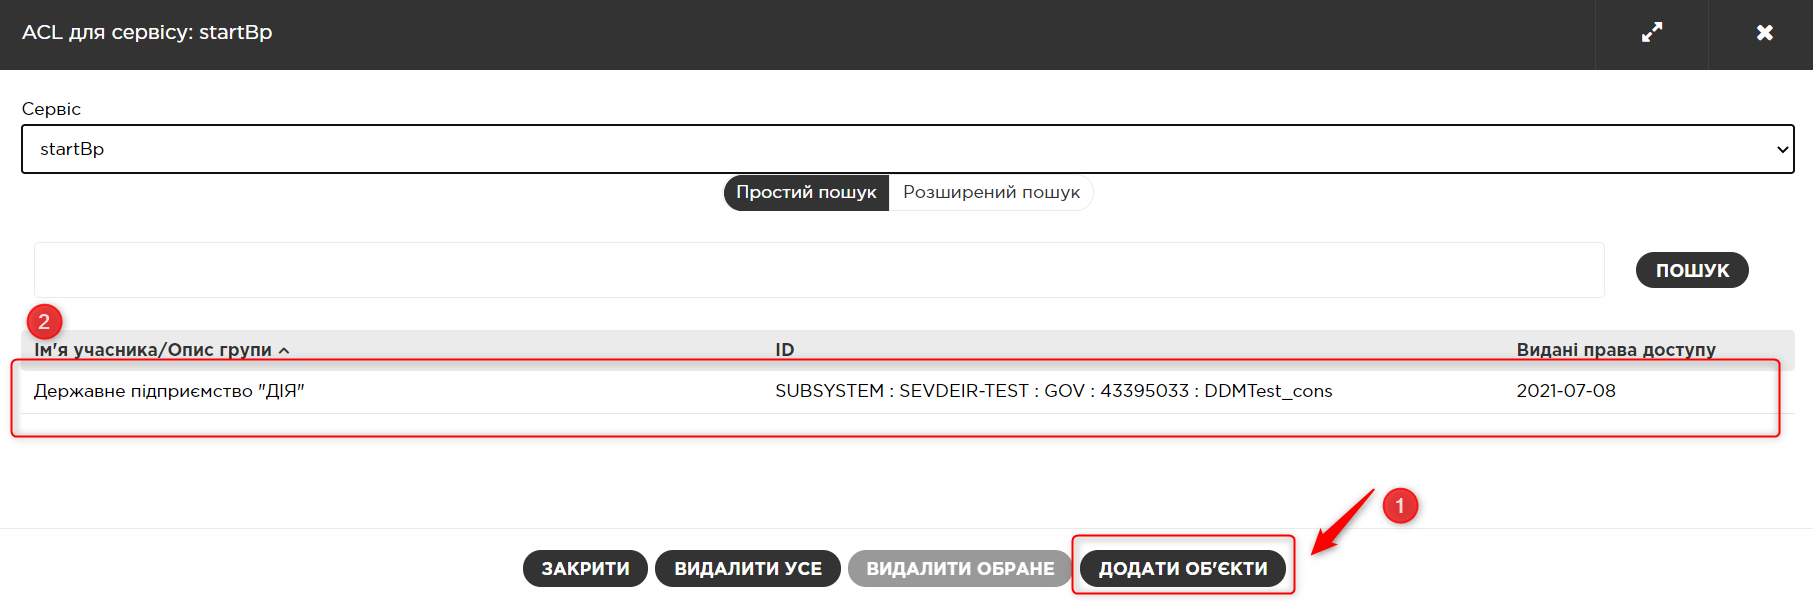 ACL для сервісу: startBp
Сервіс
startBp
Простий пошук Розширений пошук
ПОШУК
2
Ім'я учасника/Опис групи ID Видані права доступу
Державне підприємство "ДІЯ" SUBSYSTEM : SEVDEIR-TEST : GOV : 43395033 : DDMTest_cons 2021-07-08
1
ЗАКРИТИ ВИДАЛИТИ УСЕ ВИДАЛИТИ ОБРАНЕ ДОДАТИ ОБ'ЄКТИ